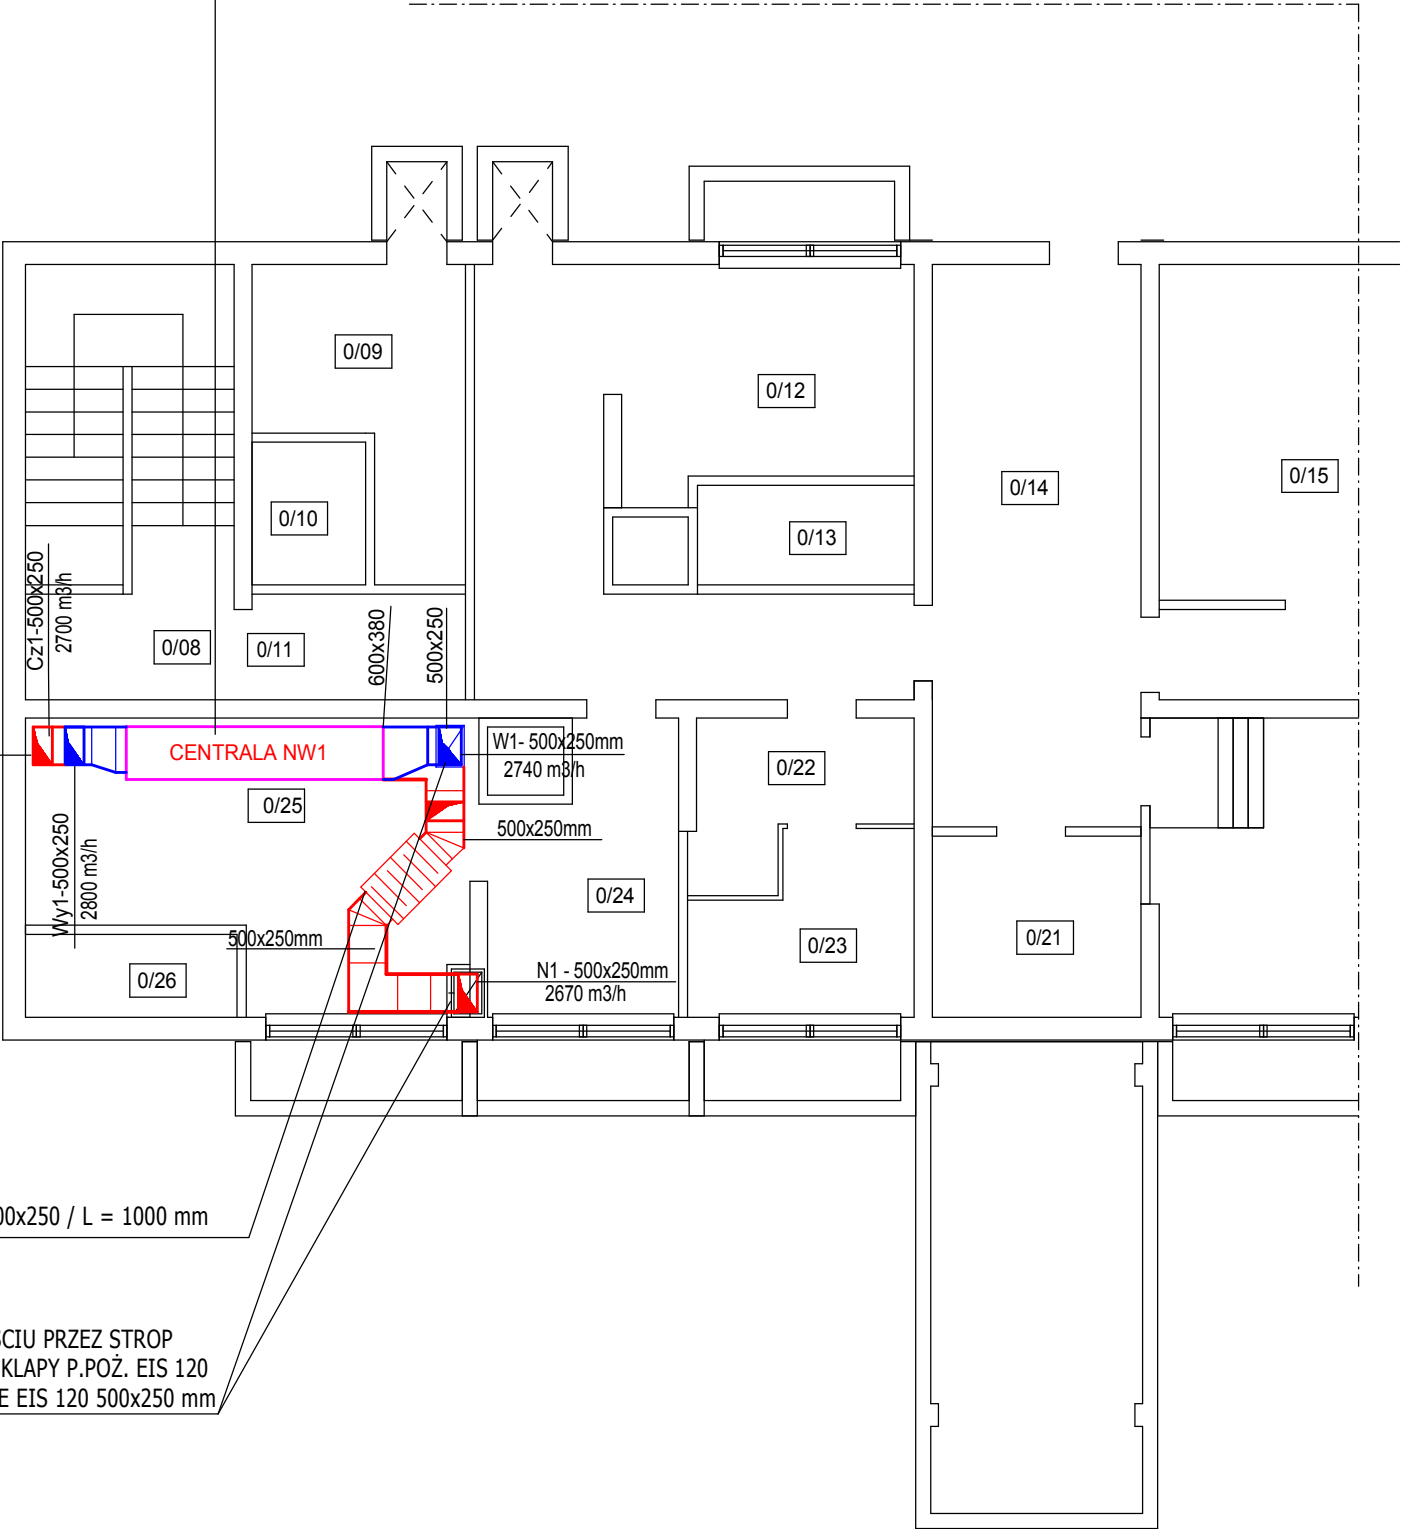 0/09
0/12
0/15
0/14
0/10
0/13
Cz1-500x250
2700 m3/h
0/08
0/11
600x380
500x250
CENTRALA NW1
W1- 500x250mm
2740 m3/h
0/22
0/25
500x250mm
Wy1-500x250
2800 m3/h
0/24
500x250mm
0/23
0/21
0/26
N1 - 500x250mm
2670 m3/h
00x250 / L = 1000 mm
ŚCIU PRZEZ STROP
KLAPY P.POŻ. EIS 120
E EIS 120 500x250 mm